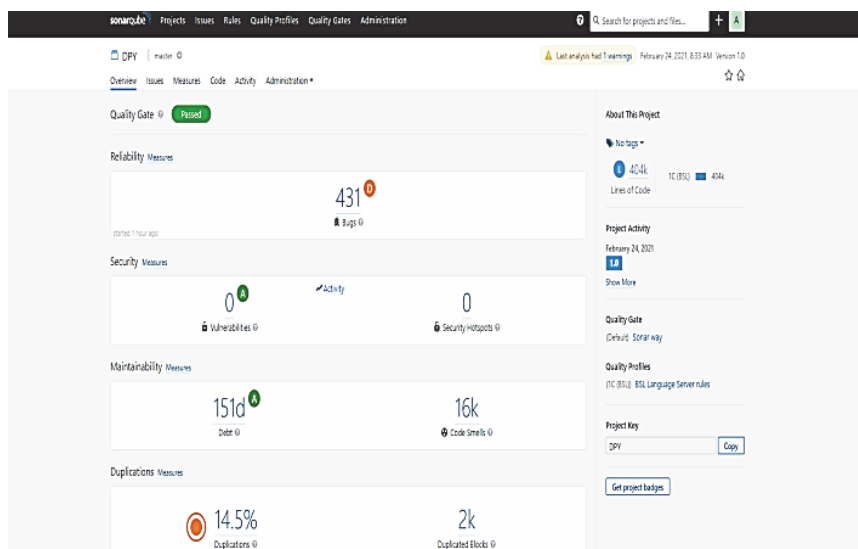 sonarqube Projects Issues Rules Quality Profiles Quality Gates Administration ? Search for projects and files... + A
DPY master
Last analysis had 1 warnings February 24, 2021, 8:33 AM Version 1.0
Overview Issues Measures Code Activity Administration
Quality Gate Passed
Reliability Measures
431 D
Bugs
started 1 hour ago
Security Measures
0 A
Vulnerabilities
Activity
0
Security Hotspots
Maintainability Measures
151d A
Debt
16k
Code Smells
Duplications Measures
14.5%
Duplications
2k
Duplicated Blocks
About This Project
No tags
L 404k
Lines of Code
1C (BSL) 404k
Project Activity
February 24, 2021
1.0
Show More
Quality Gate
(Default) Sonar way
Quality Profiles
(1C (BSL)) BSL Language Server rules
Project Key
DPY Copy
Get project badges